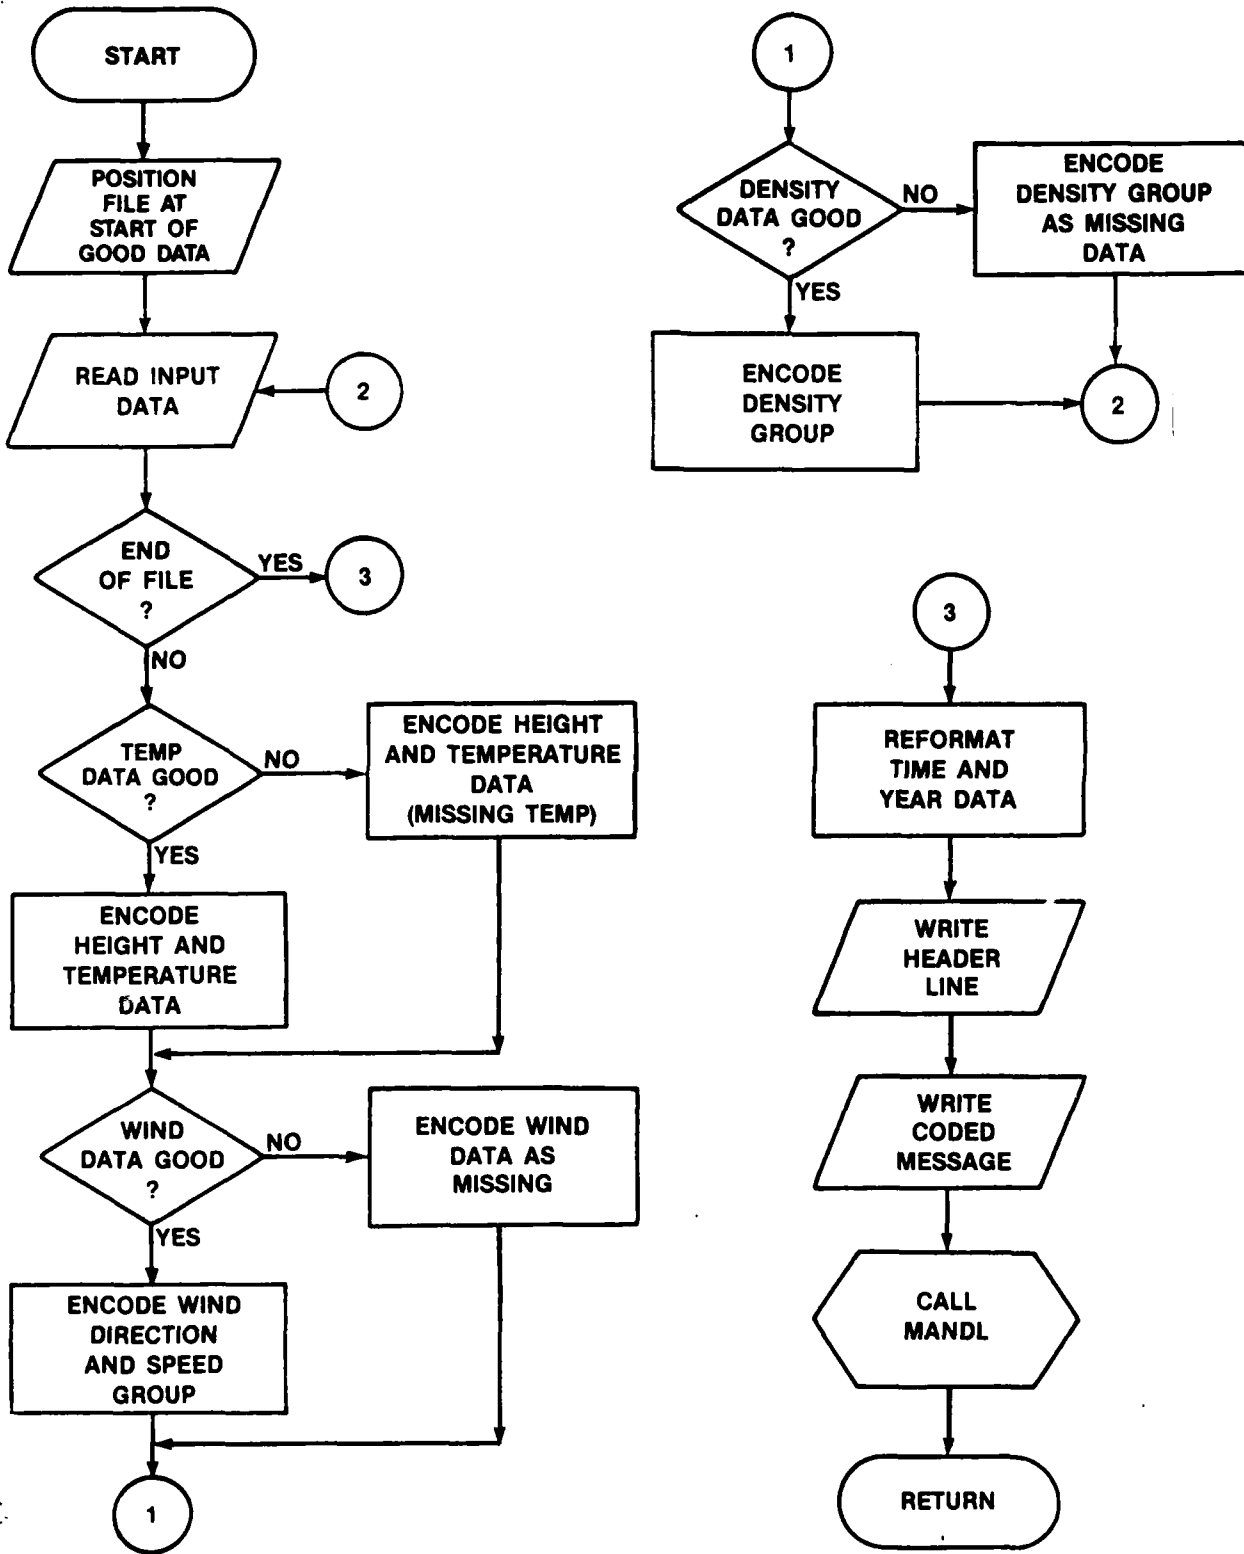 START
POSITION
FILE AT
START OF
GOOD DATA
READ INPUT
DATA
2
END
OF FILE
?
YES
3
NO
TEMP
DATA GOOD
?
NO
ENCODE HEIGHT
AND TEMPERATURE
DATA
(MISSING TEMP)
YES
ENCODE
HEIGHT AND
TEMPERATURE
DATA
WIND
DATA GOOD
?
NO
ENCODE WIND
DATA AS
MISSING
YES
ENCODE WIND
DIRECTION
AND SPEED
GROUP
1
1
DENSITY
DATA GOOD
?
NO
ENCODE
DENSITY GROUP
AS MISSING
DATA
YES
ENCODE
DENSITY
GROUP
2
3
REFORMAT
TIME AND
YEAR DATA
WRITE
HEADER
LINE
WRITE
CODED
MESSAGE
CALL
MANDL
RETURN